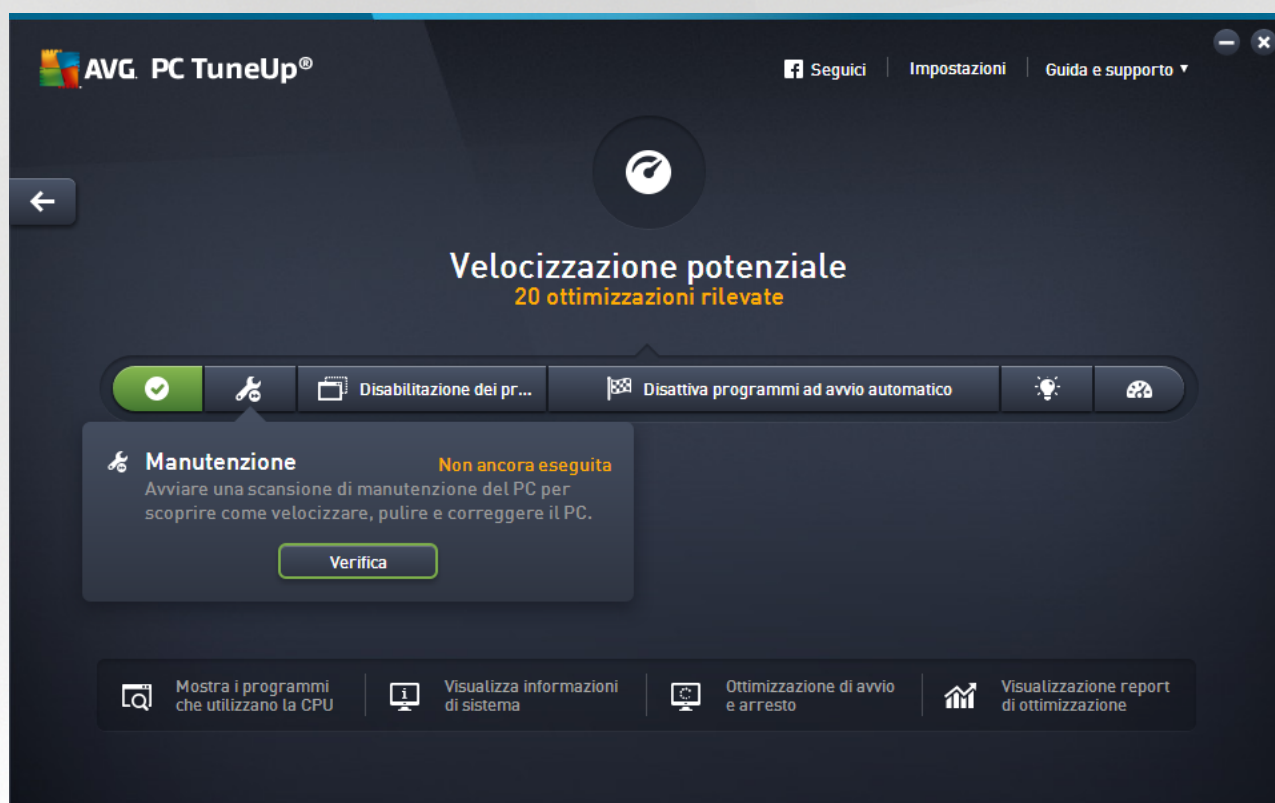 AVG. PC TuneUp®
Seguici
Impostazioni
Guida e supporto
Velocizzazione potenziale
20 ottimizzazioni rilevate
Disabilitazione dei pr...
Disattiva programmi ad avvio automatico
Manutenzione
Non ancora eseguita
Avviare una scansione di manutenzione del PC per
scoprire come velocizzare, pulire e correggere il PC.
Verifica
Mostra i programmi
che utilizzano la CPU
Visualizza informazioni
di sistema
Ottimizzazione di avvio
e arresto
Visualizzazione report
di ottimizzazione